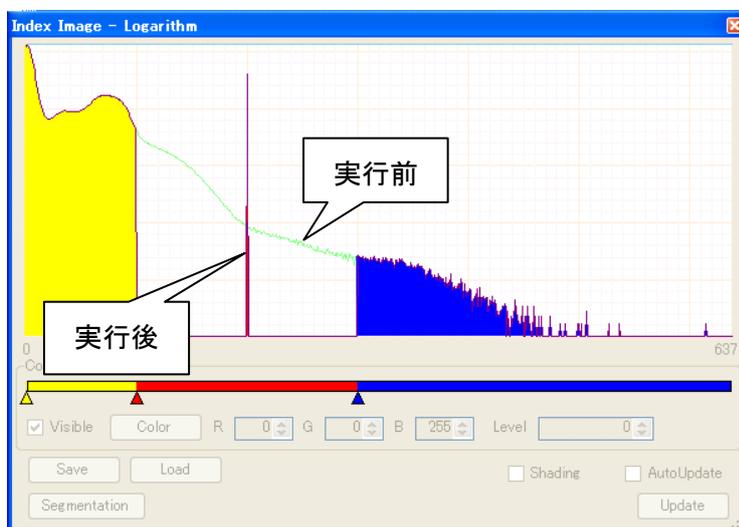 Index Image - Logarithm
実行前
実行後
0
637
Co
Visible
Color
R
0
G
0
B
255
Level
0
Save
Load
Shading
AutoUpdate
Segmentation
Update